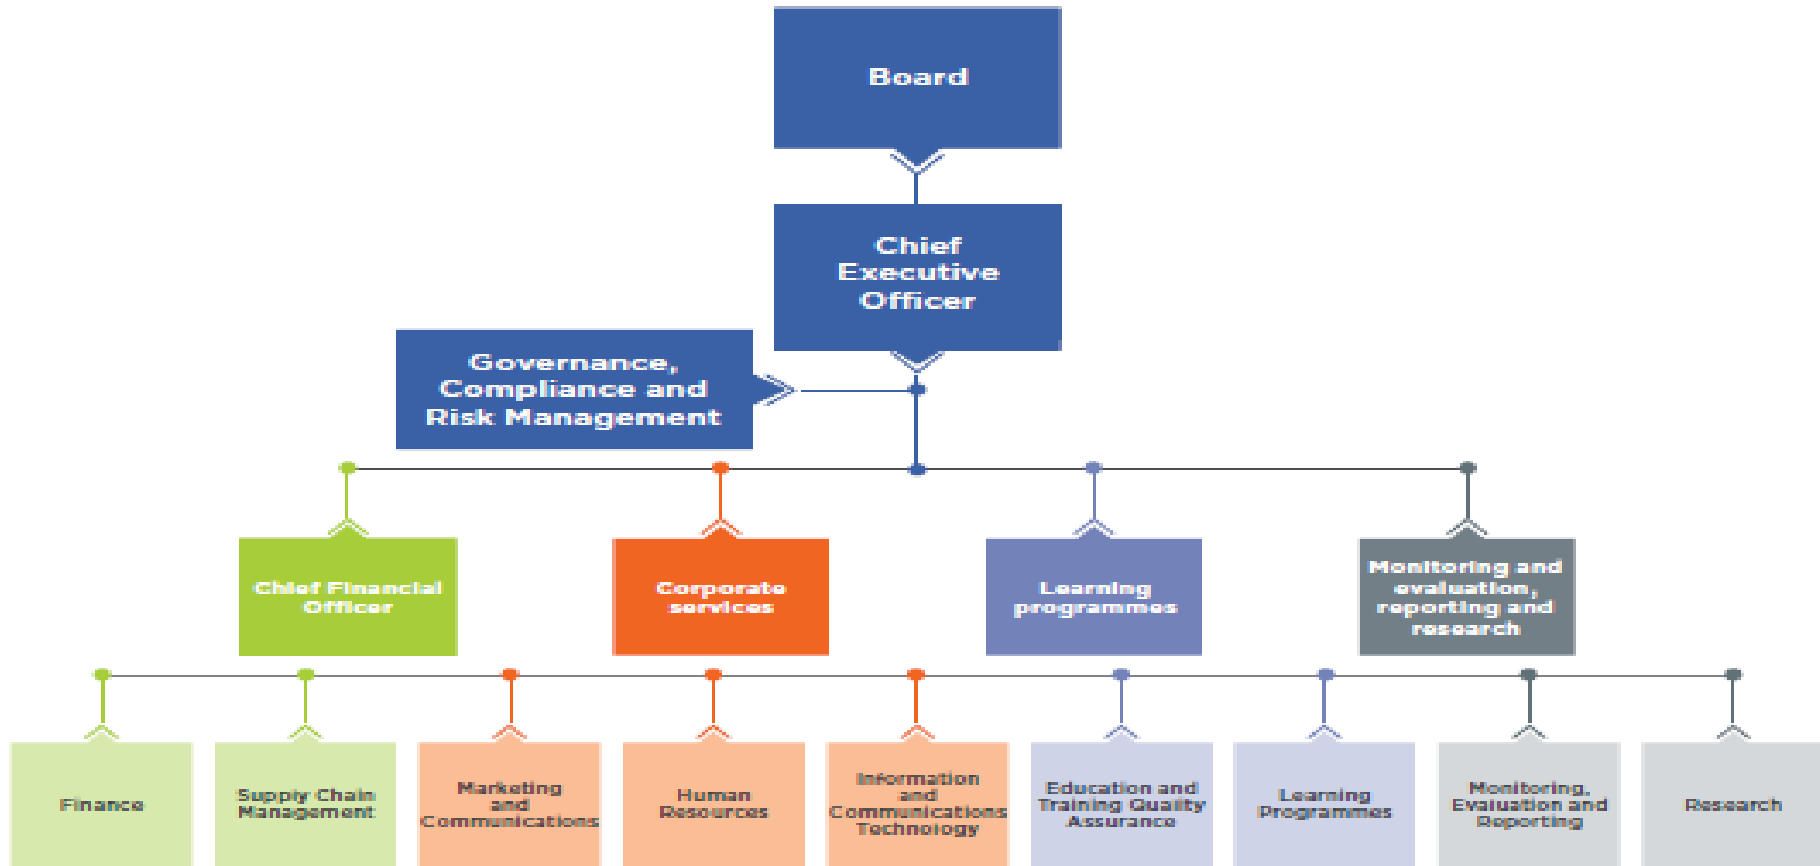 Board
Chief
Executive
Officer
Governance,
Compliance and
Risk Management
Chief Financial
Officer
Corporate
services
Learning
programmes
Monitoring and
evaluation,
reporting and
research
Finance
Supply Chain
Management
Marketing
and
Communications
Human
Resources
Information
and
Communications
Technology
Education and
Training Quality
Assurance
Learning
Programmes
Monitoring,
Evaluation and
Reporting
Research